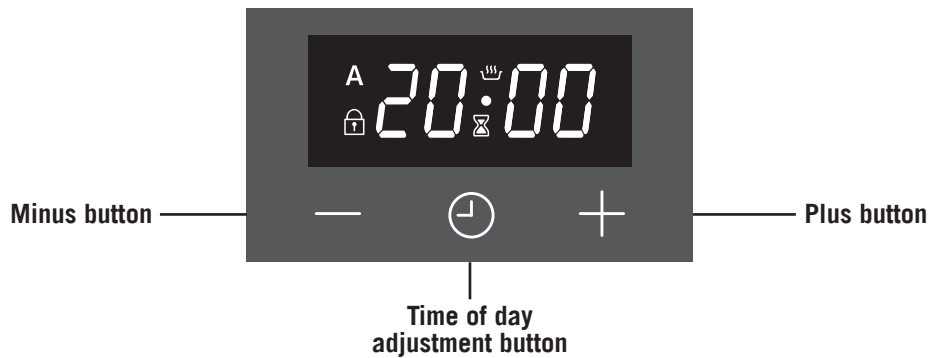 A
20:00
Minus button
Plus button
Time of day
adjustment button